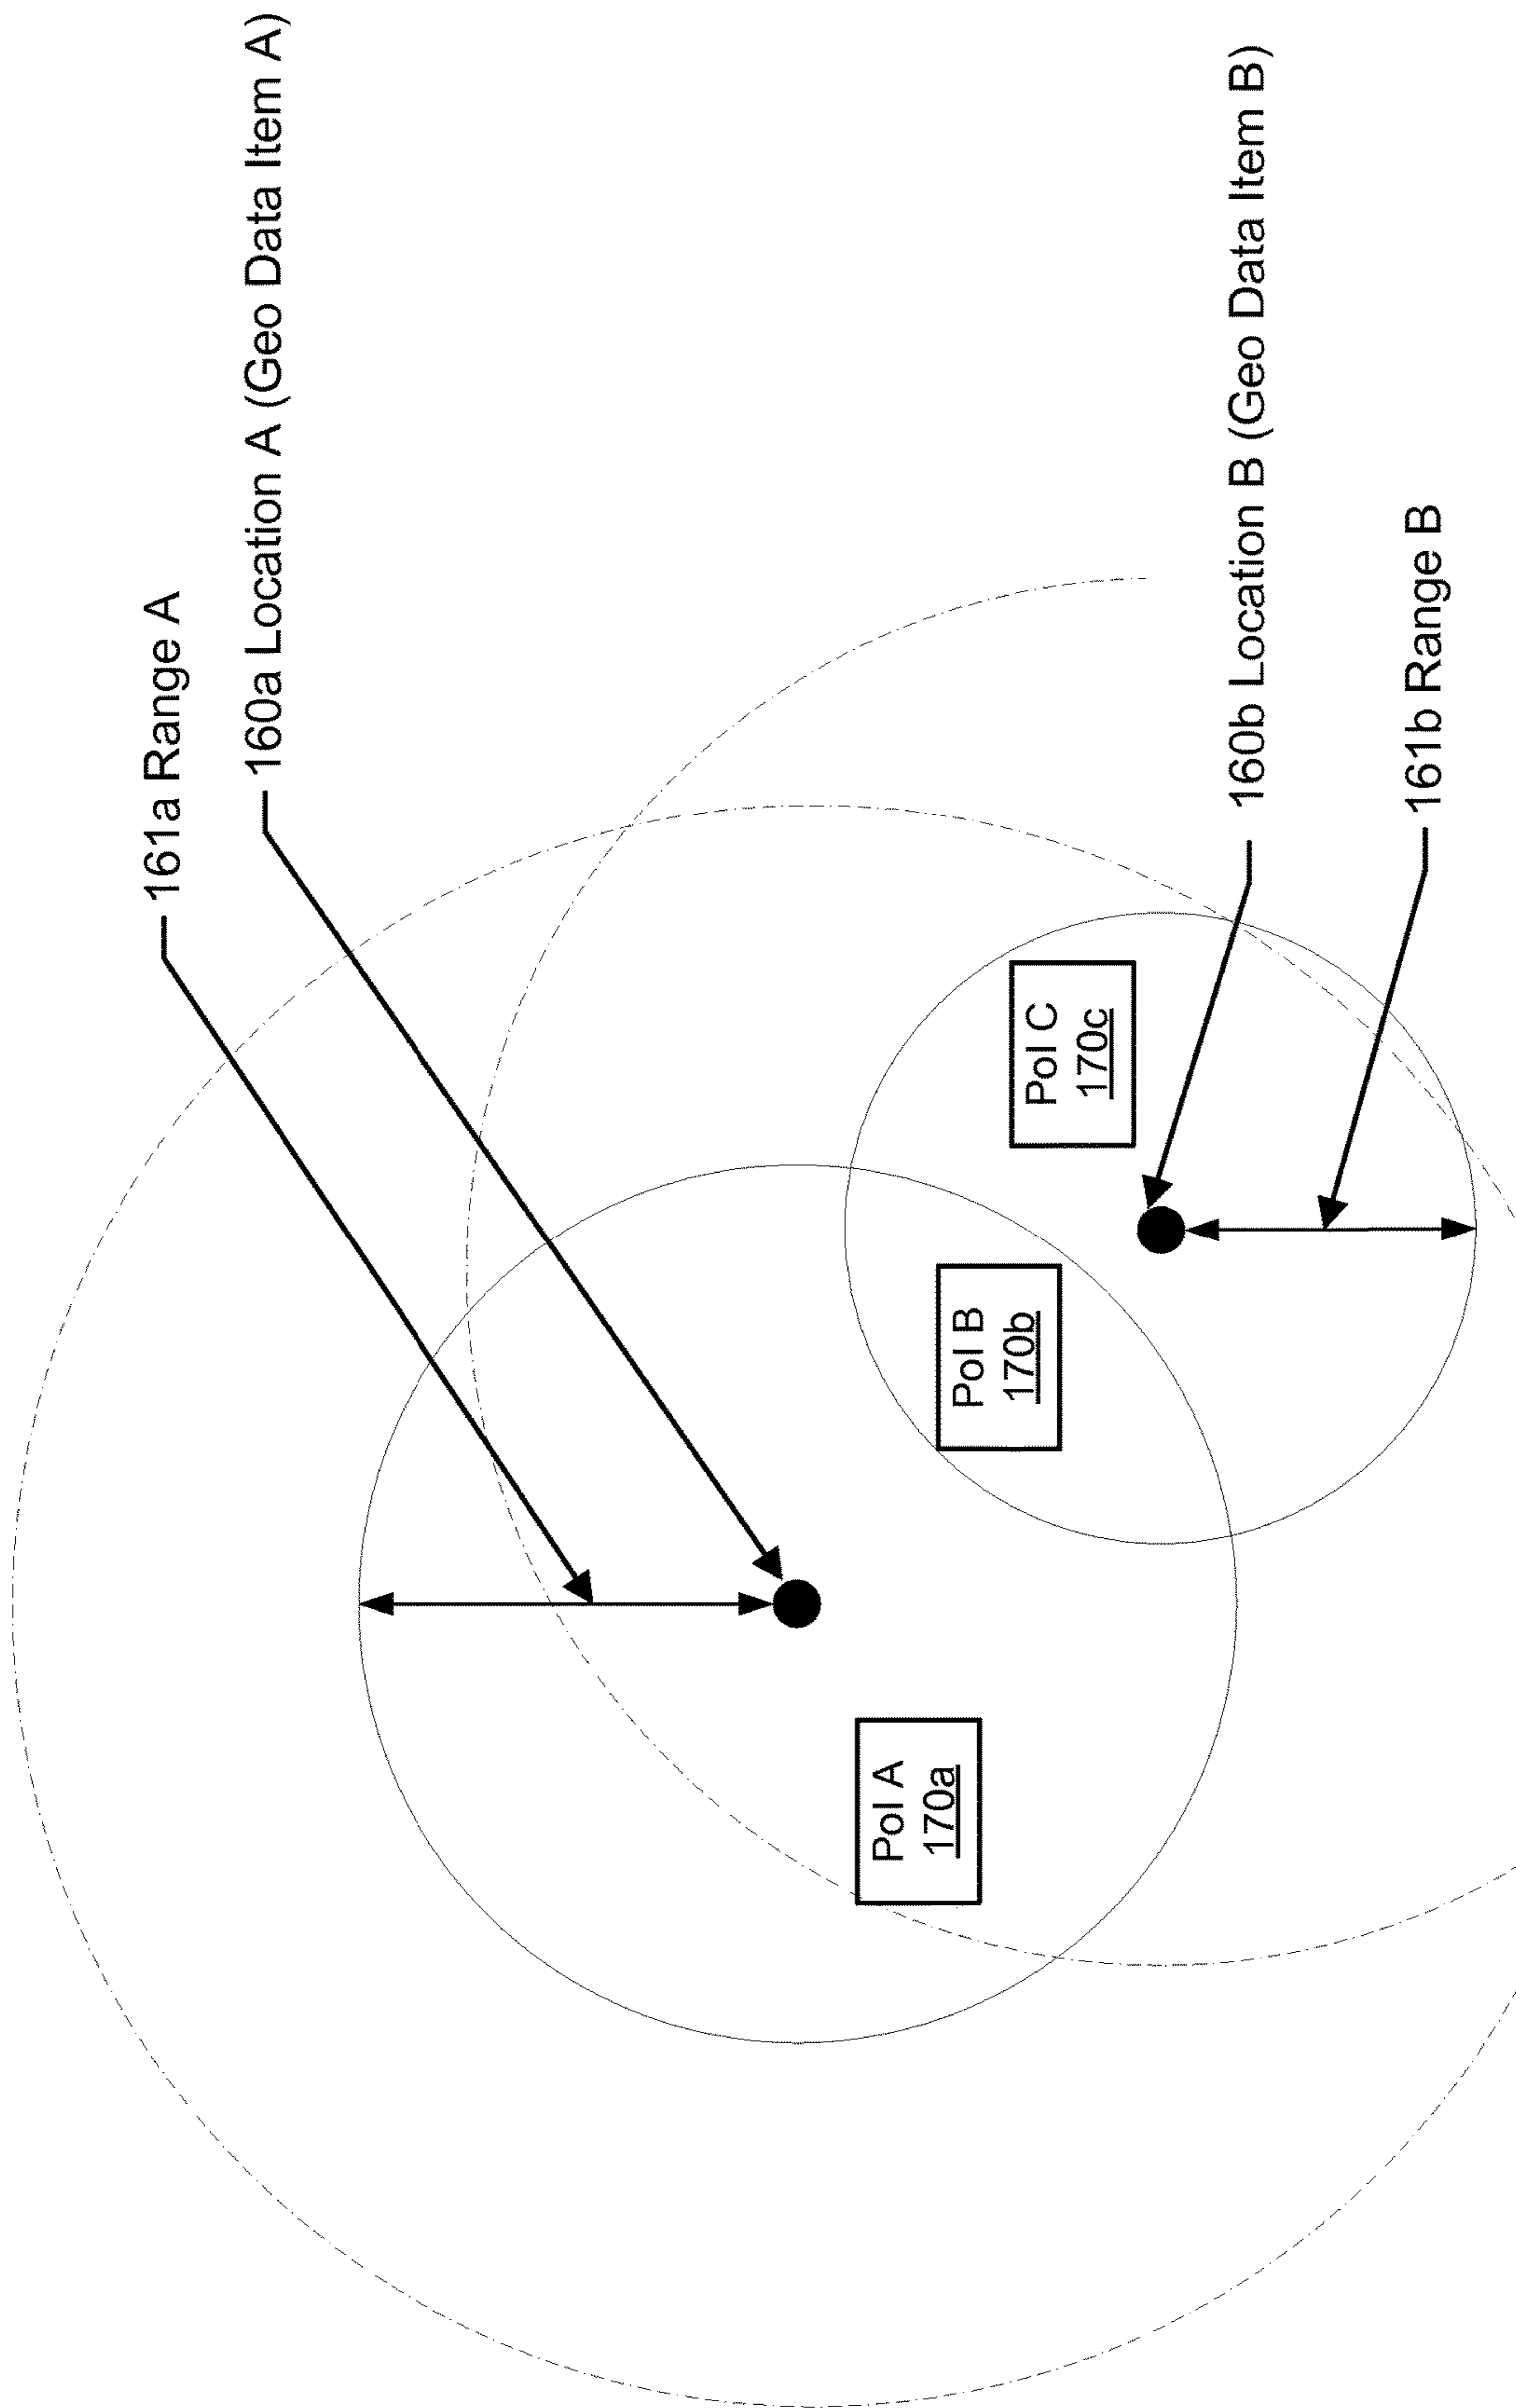 161a Range A
160a Location A (Geo Data Item A)
PoI A
170a
PoI B
170b
PoI C
170c
160b Location B (Geo Data Item B)
161b Range B